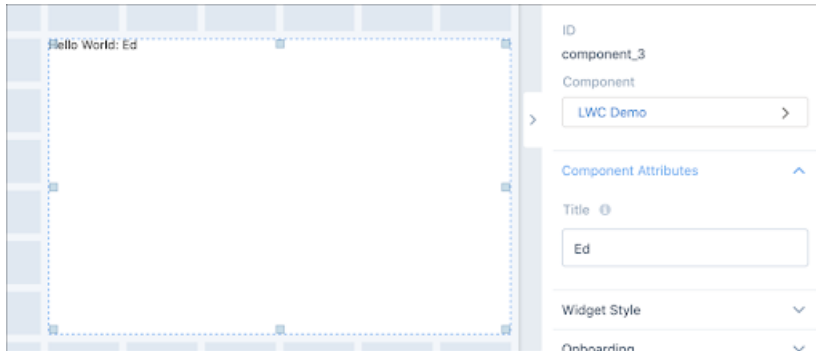 Hello World: Ed
ID
component_3
Component
LWC Demo
Component Attributes
Title
Ed
Widget Style
Onboarding